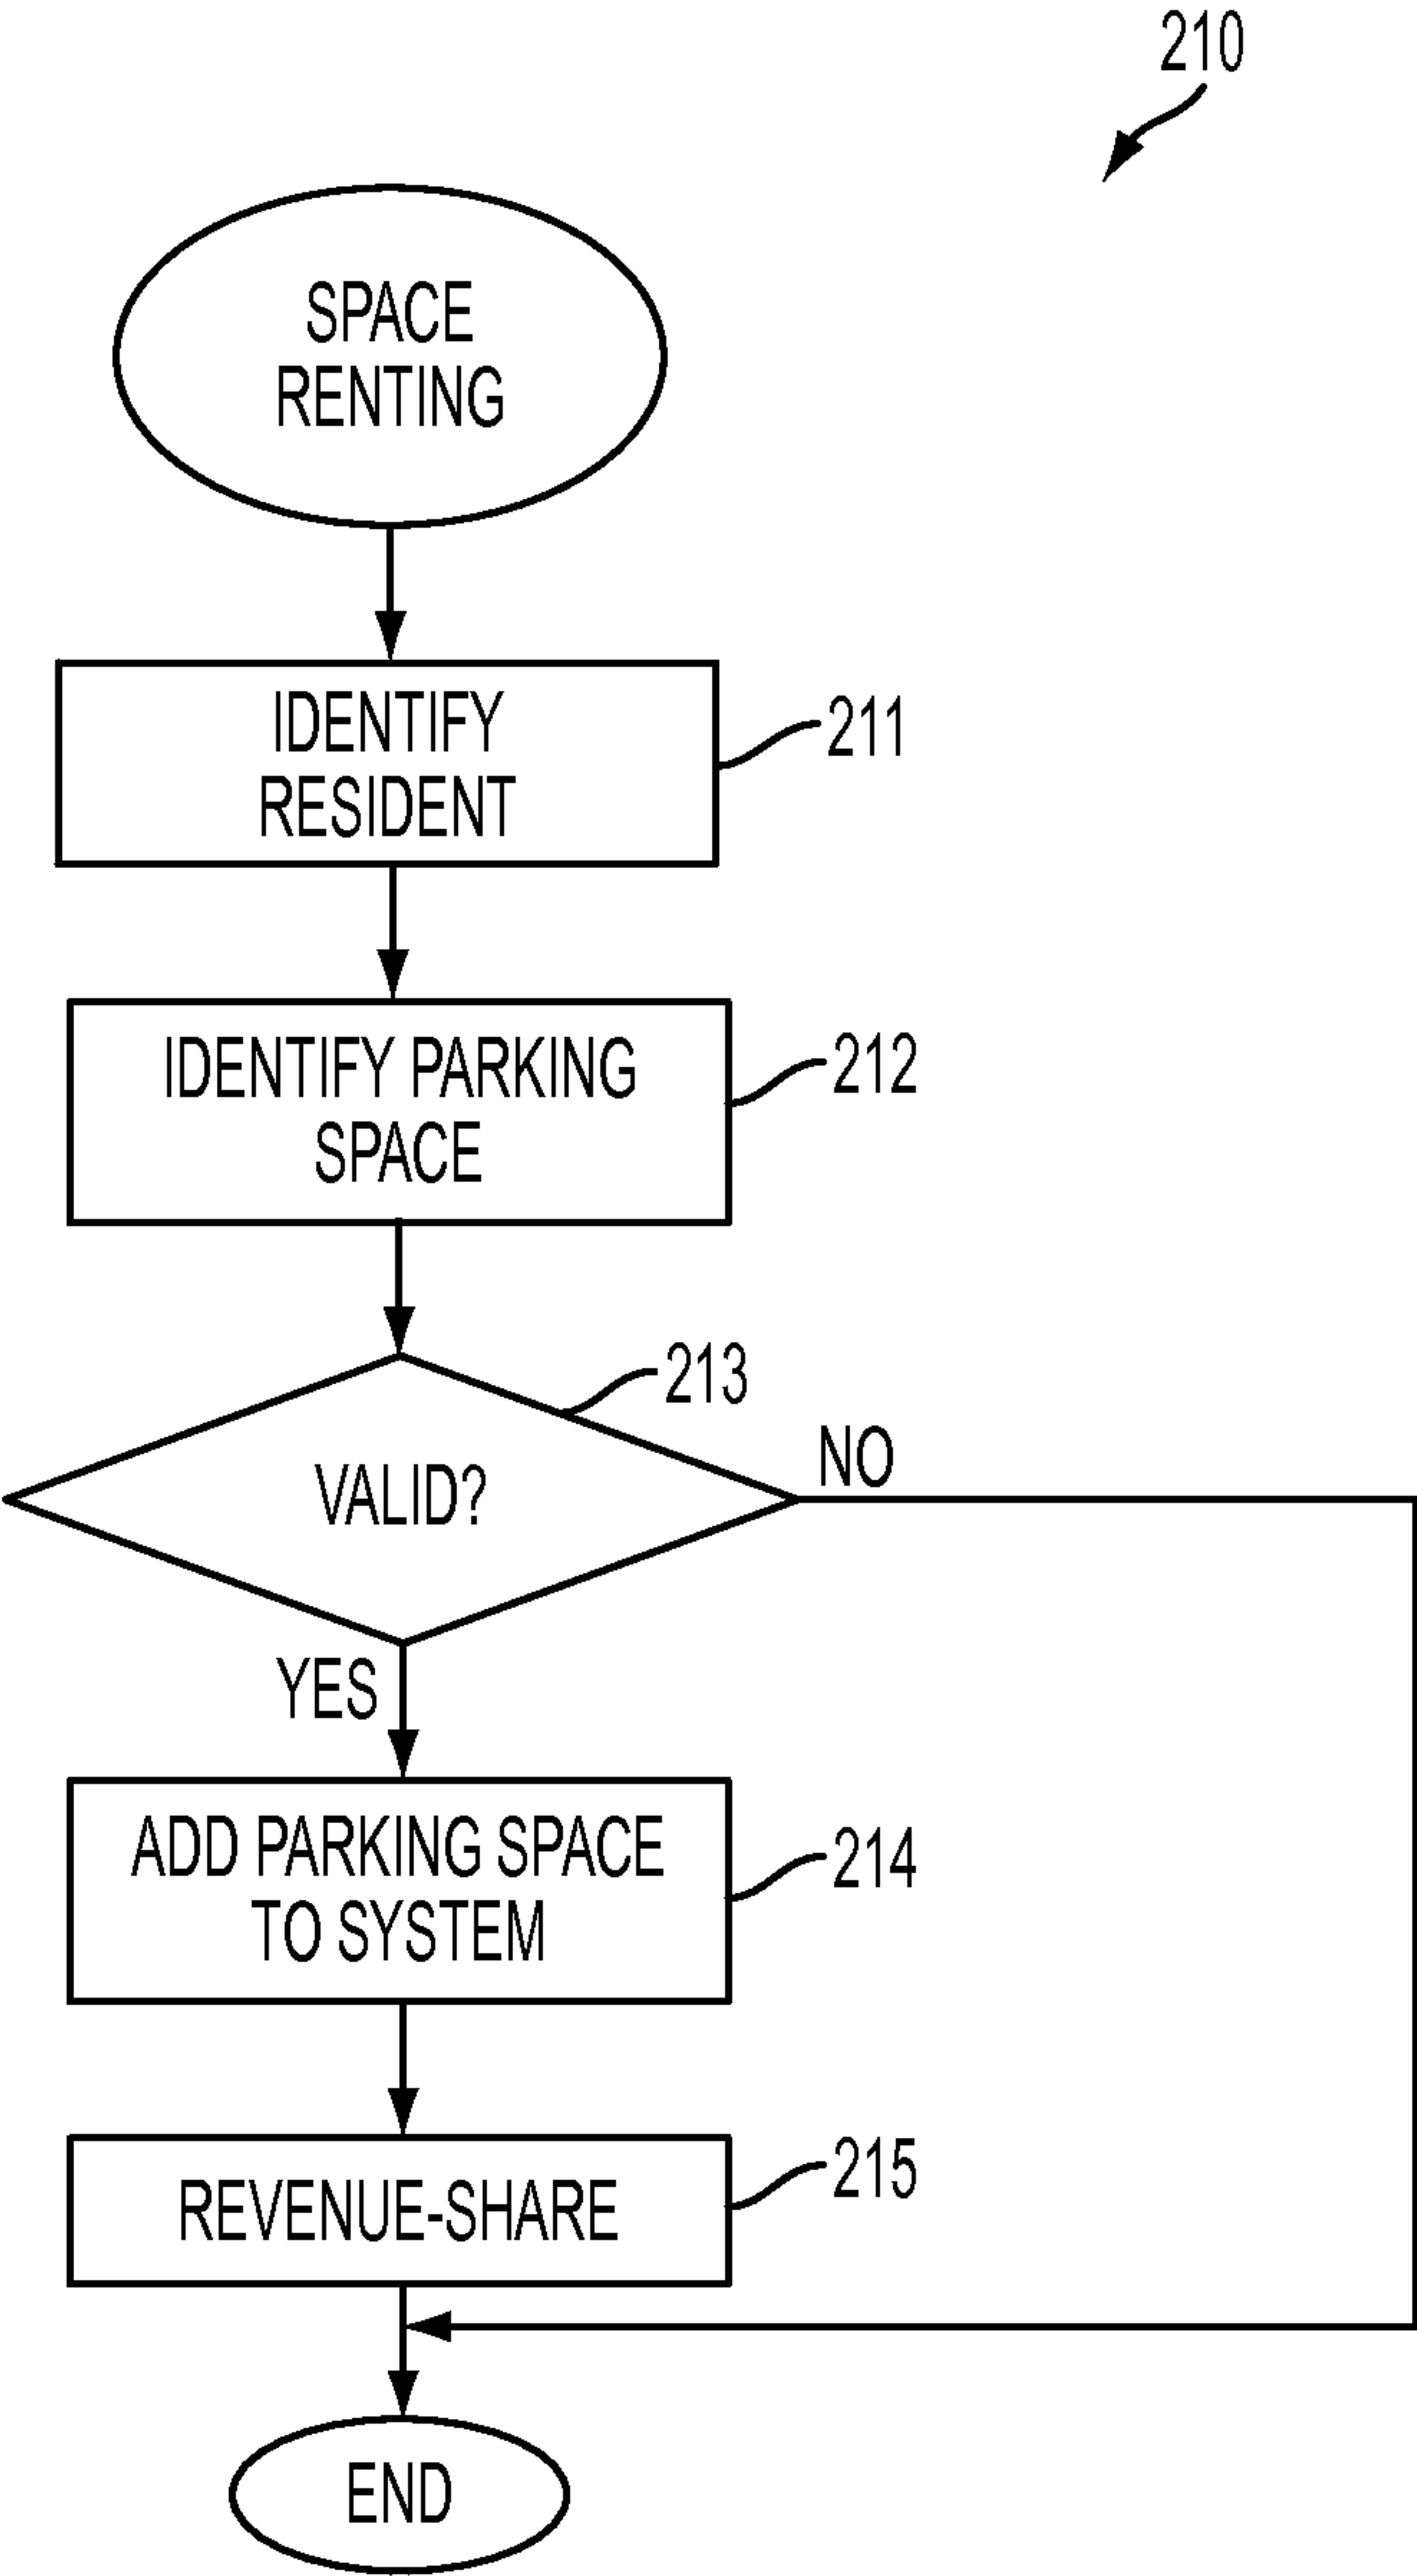 210
SPACE
RENTING
IDENTIFY
RESIDENT
211
IDENTIFY PARKING
SPACE
212
213
VALID?
NO
YES
ADD PARKING SPACE
TO SYSTEM
214
REVENUE-SHARE
215
END